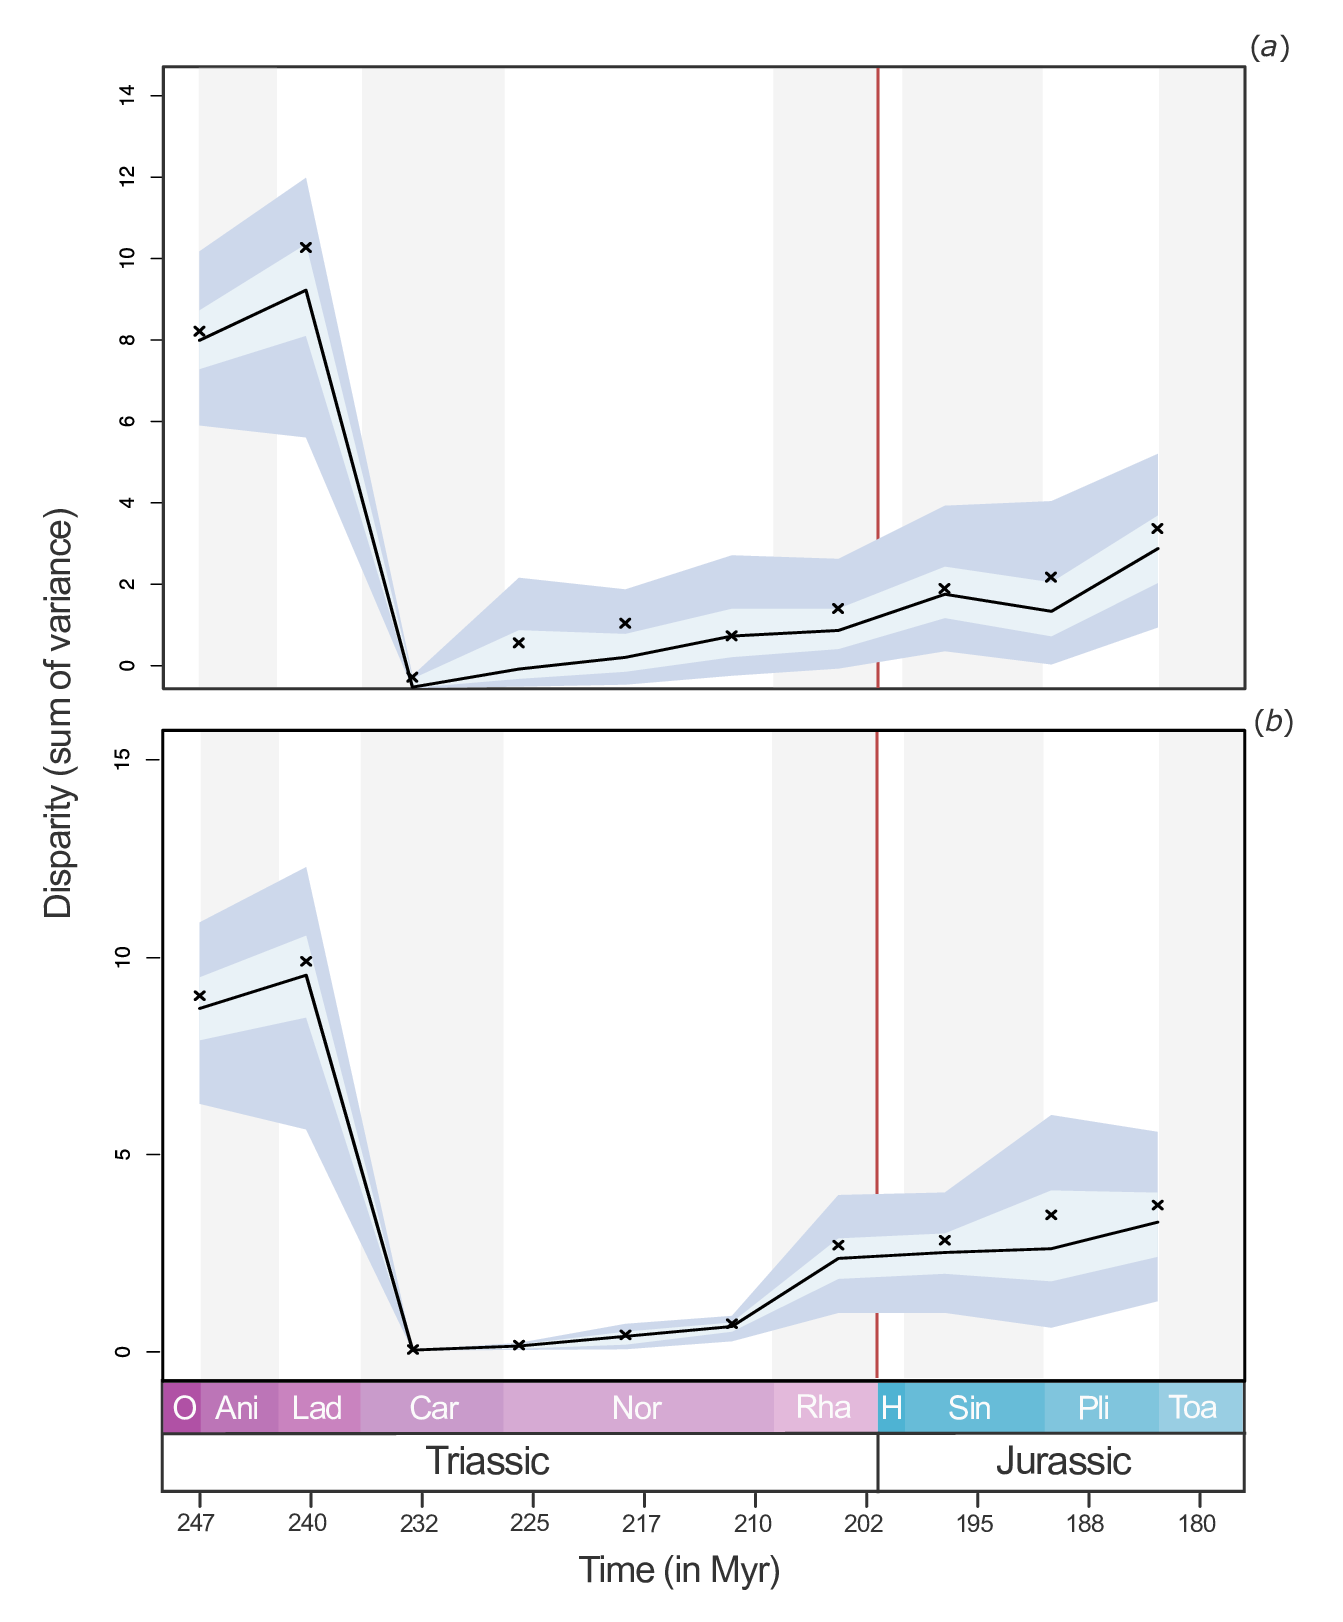 (a)
14
12
10
8
6
4
2
0
Disparity (sum of variance)
(b)
15
10
5
0
O Ani Lad Car Nor Rha H Sin Pli Toa
Triassic Jurassic
247 240 232 225 217 210 202 195 188 180
Time (in Myr)